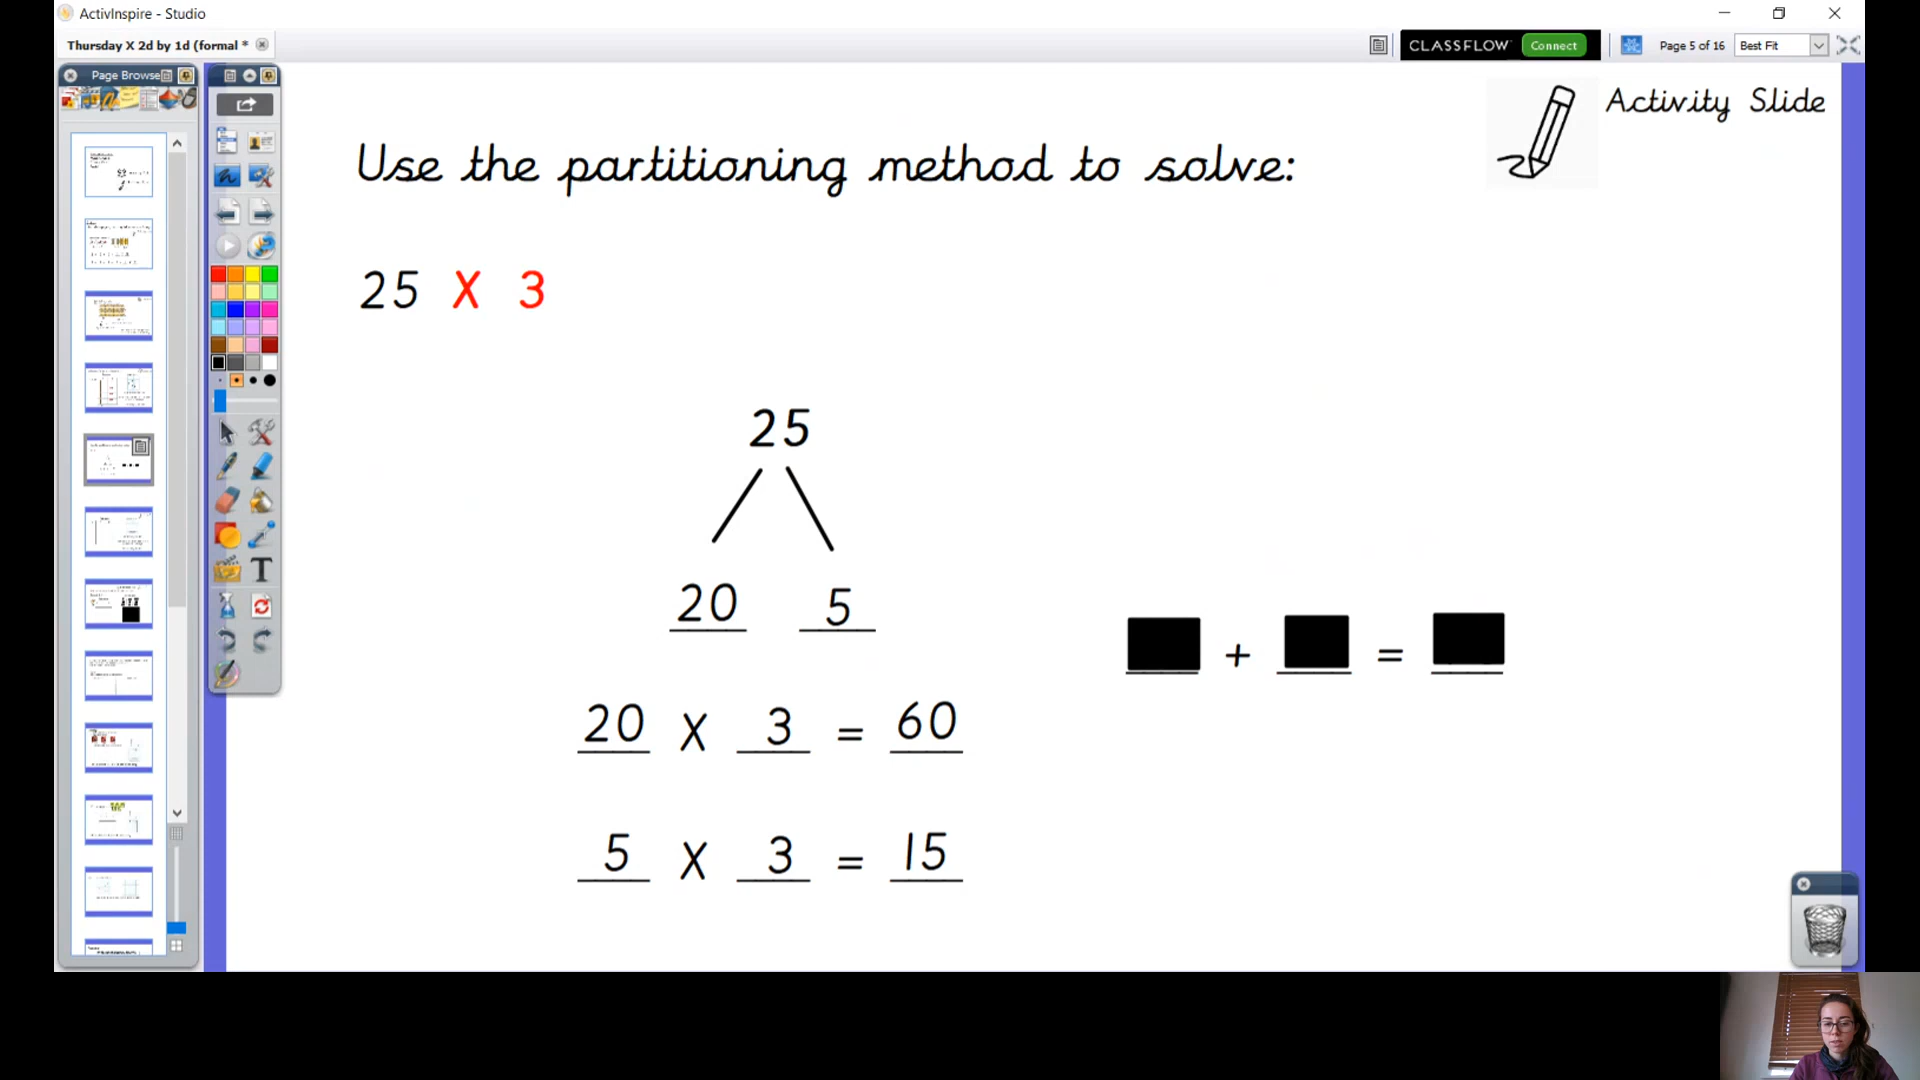 ActivInspire - Studio
Thursday X 2d by 1d (formal *
CLASSFLOW Connect
Page 5 of 16
Best Fit
Page Browse
Activity Slide
Use the partitioning method to solve:
25 X 3
25
20 5
+ =
20 X 3 = 60
5 X 3 = 15